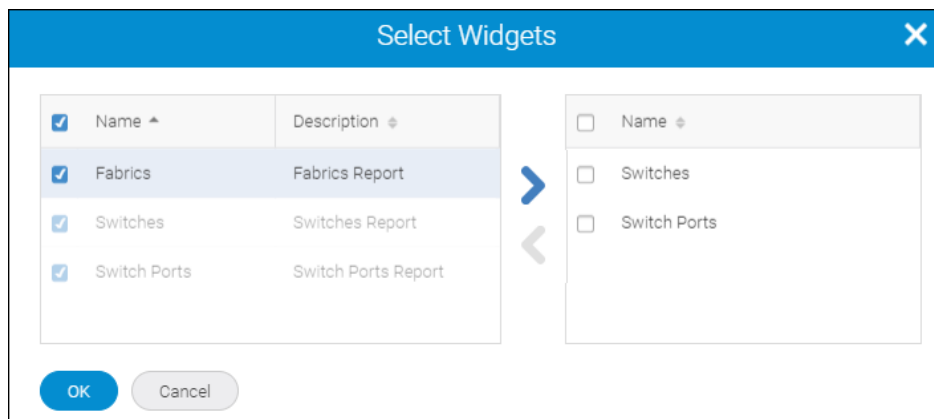 Select Widgets
Name Description Name
Fabrics Fabrics Report Switches
Switches Switches Report Switch Ports
Switch Ports Switch Ports Report
OK Cancel